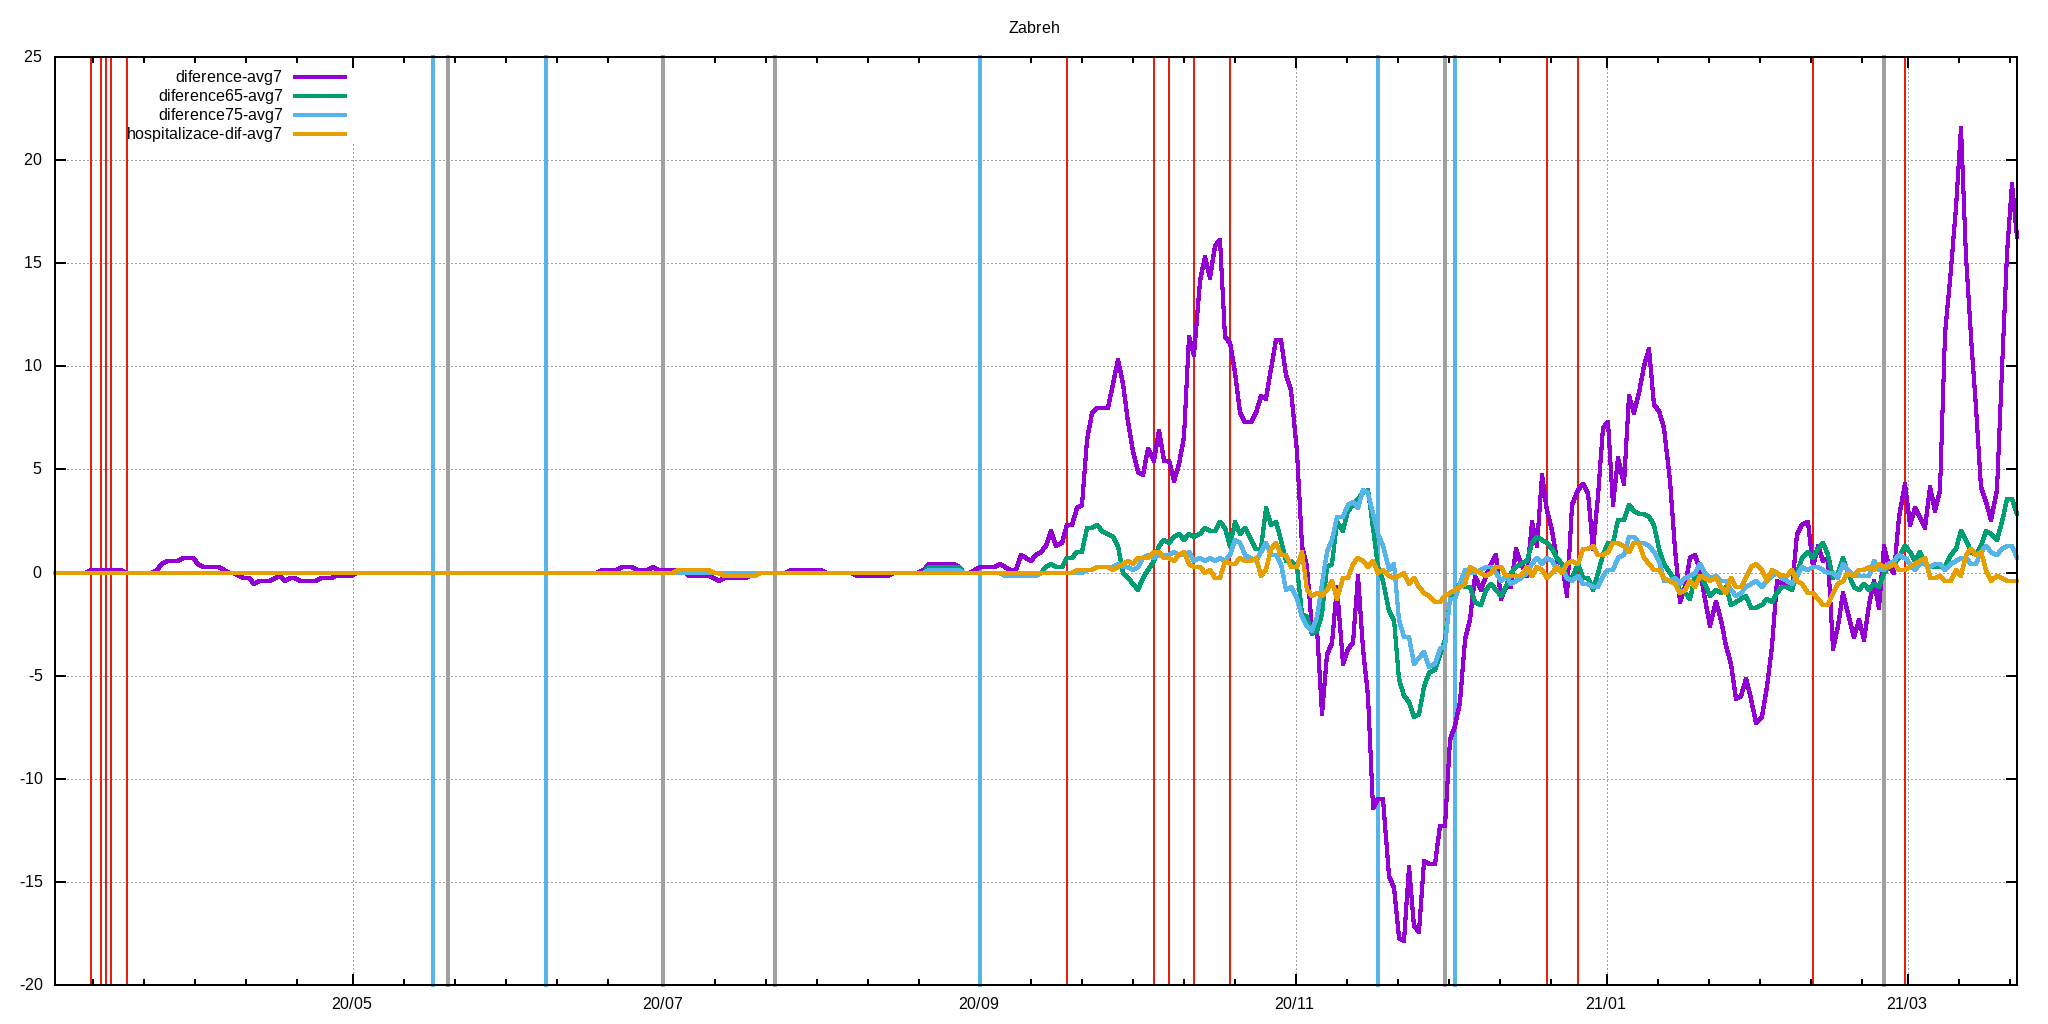 Zabreh
diference-avg7
diference65-avg7
diference75-avg7
hospitalizace-dif-avg7
25
20
15
10
5
0
-5
-10
-15
-20
20/05 20/07 20/09 20/11 21/01 21/03